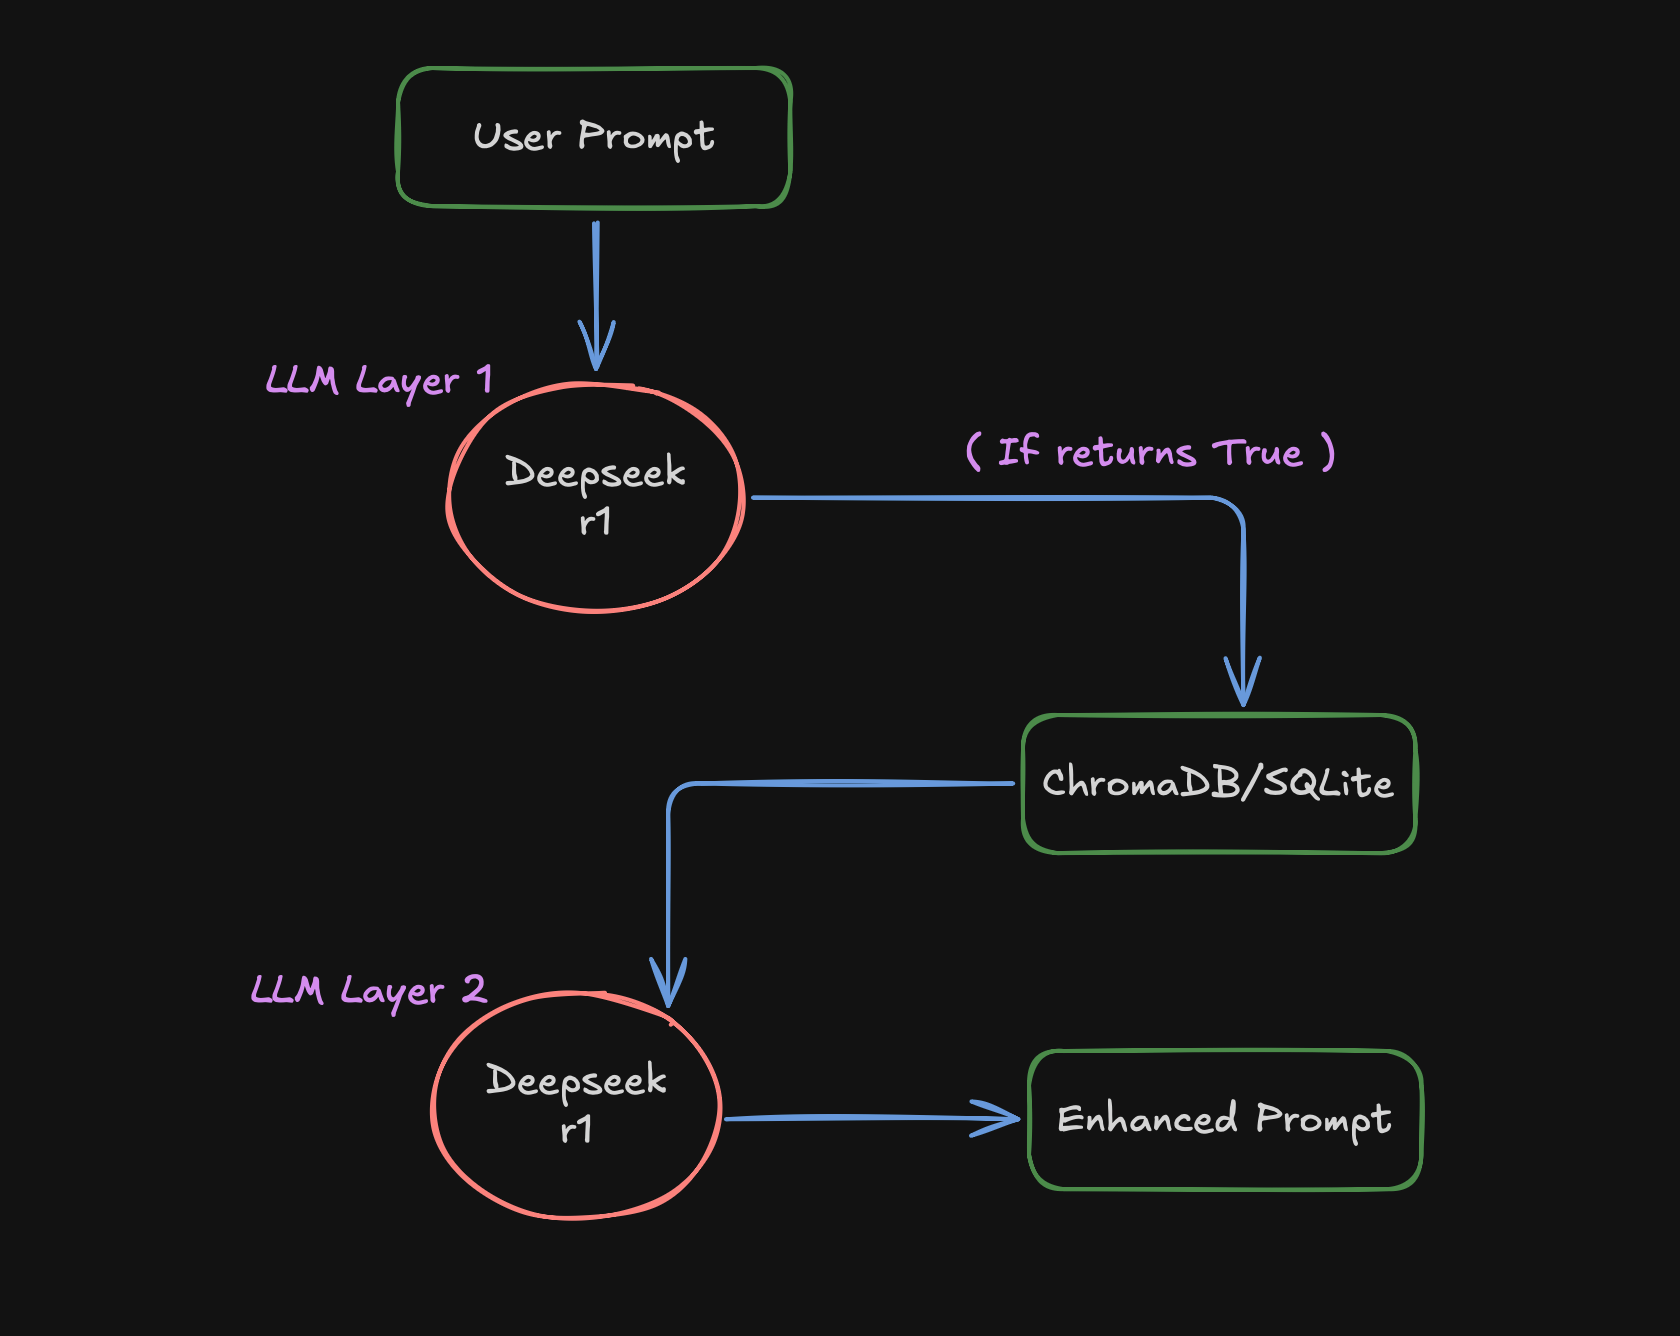 User Prompt
LLM Layer 1
Deepseek
r1
( If returns True )
ChromaDB/SQLite
LLM Layer 2
Deepseek
r1
Enhanced Prompt